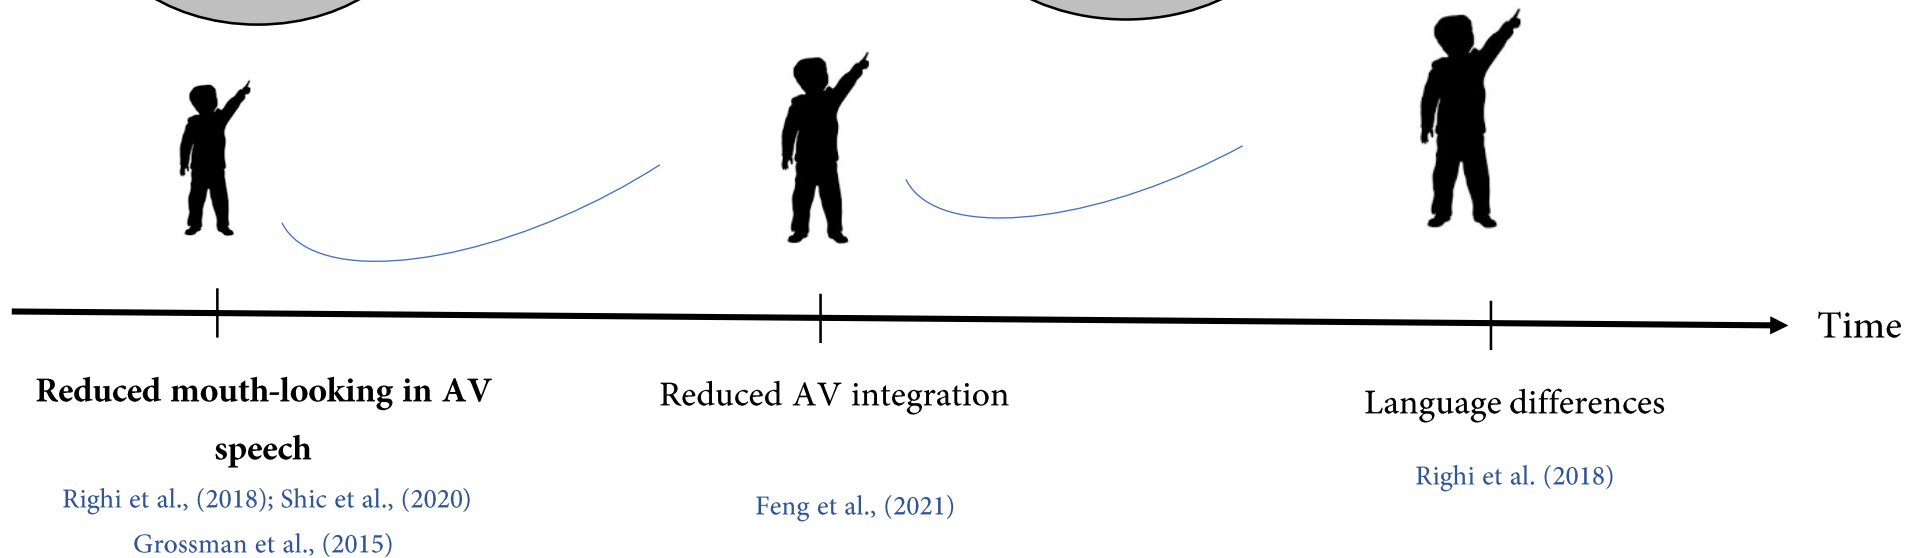 Time
Reduced mouth-looking in AV
speech
Righi et al., (2018); Shic et al., (2020)
Grossman et al., (2015)
Reduced AV integration
Feng et al., (2021)
Language differences
Righi et al. (2018)